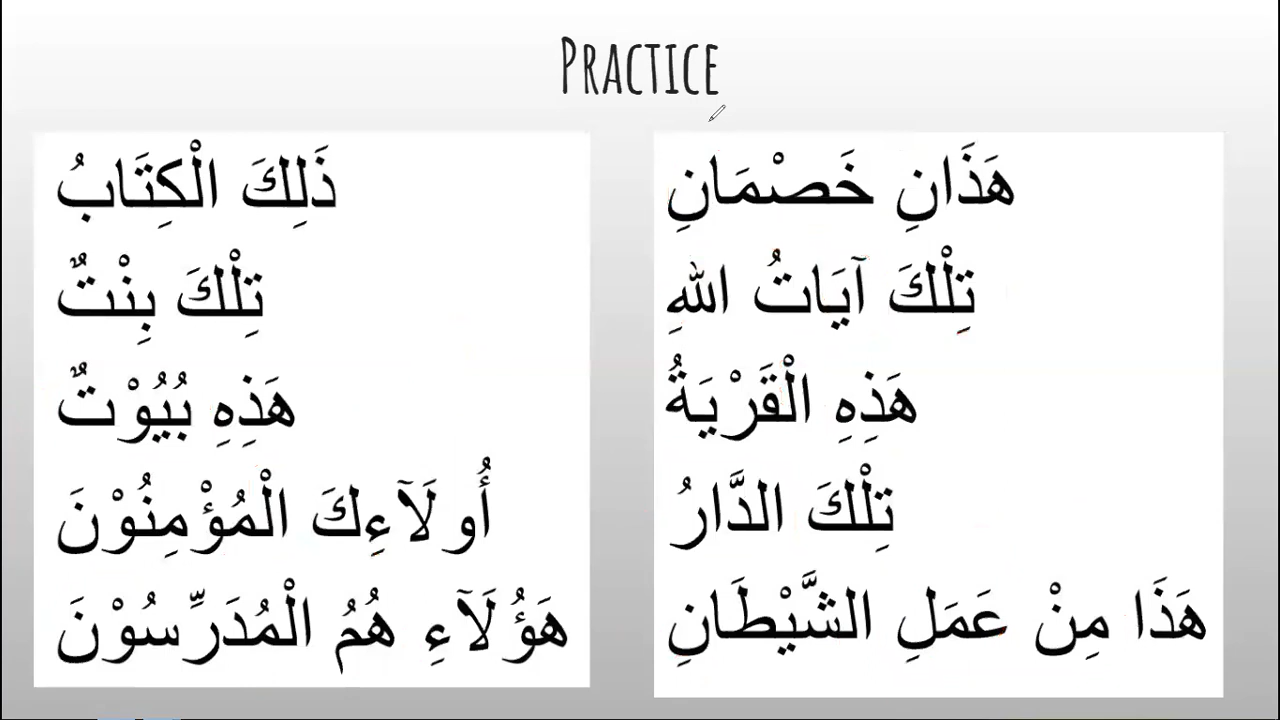 PRACTICE
هَذَانِ خَصْمَانِ
تِلْكَ آيَاتُ اللهِ
هَذِهِ الْقَرْيَةُ
تِلْكَ الدَّارُ
هَذَا مِنْ عَمَلِ الشَّيْطَانِ
ذَلِكَ الْكِتَابُ
تِلْكَ بِنْتٌ
هَذِهِ بُيُوْتٌ
أُولَآءِكَ الْمُؤْمِنُوْنَ
هَؤُلَآءِ هُمُ الْمُدَرِّسُوْنَ